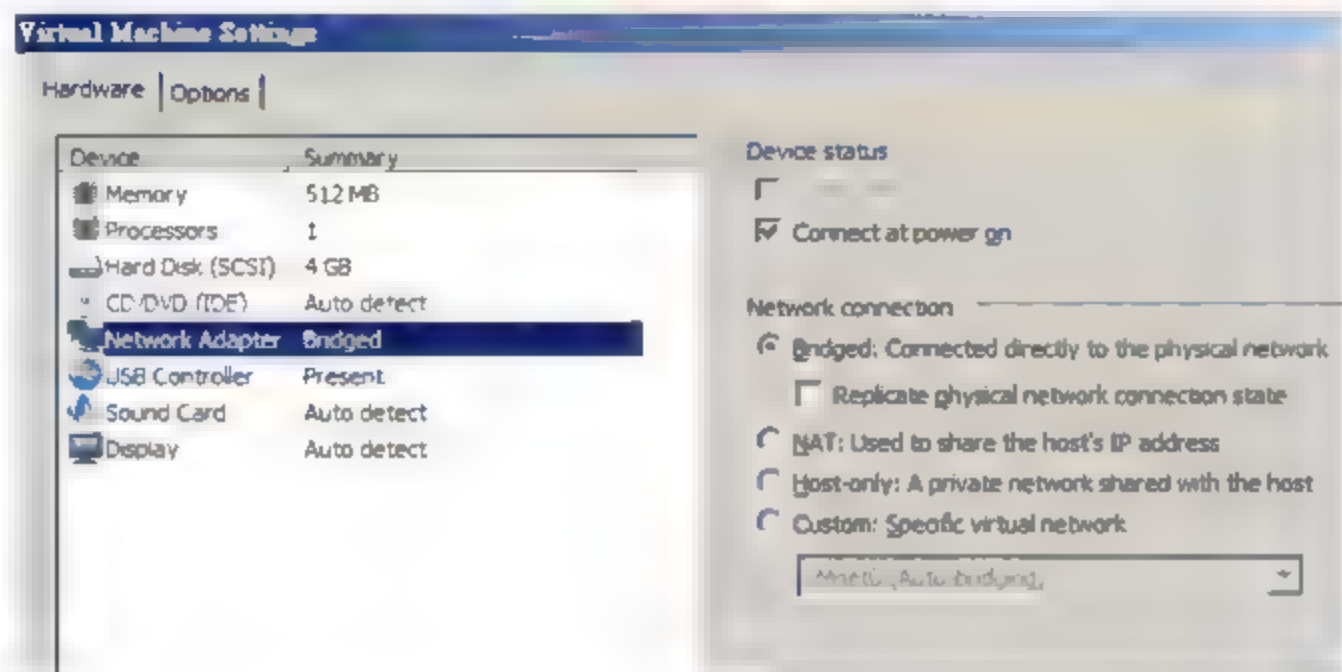 Virtual Machine Settings
Hardware | Options |
Device Summary
Memory 512 MB
Processors 1
Hard Disk (SCSI) 4 GB
CD/DVD (IDE) Auto detect
Network Adapter Bridged
USB Controller Present
Sound Card Auto detect
Display Auto detect
Device status
Connect at power on
Network connection
Bridged: Connected directly to the physical network
Replicate physical network connection state
NAT: Used to share the host's IP address
Host-only: A private network shared with the host
Custom: Specific virtual network